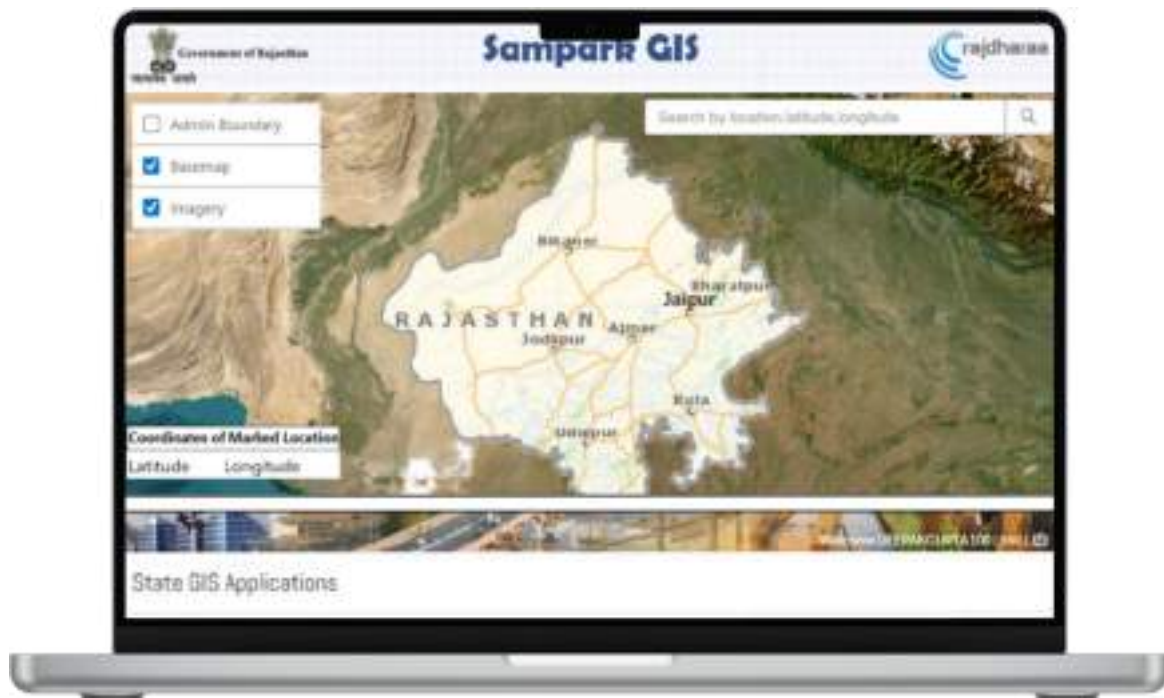 Government of Rajasthan
Sampark GIS
rajdharaa
Admin Boundary
Basemap
Imagery
Search by location,latitude,longitude
Bikaner
Bharatpur
Jaipur
RAJASTHAN
Ajmer
Jodhpur
Kota
Udaipur
Coordinates of Marked Location
Latitude Longitude
State GIS Applications